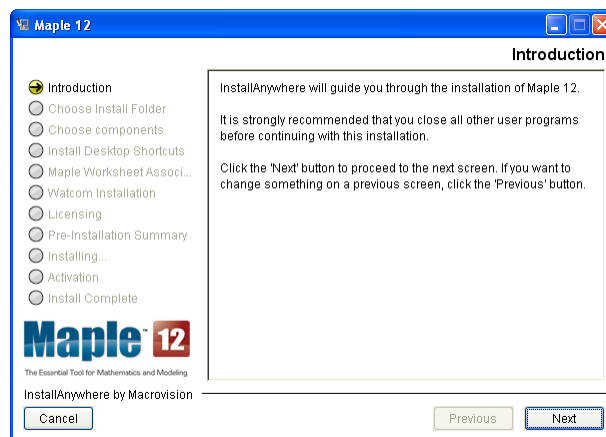 Maple 12
Introduction
Introduction
Choose Install Folder
Choose components
Install Desktop Shortcuts
Maple Worksheet Associ...
Watcom Installation
Licensing
Pre-Installation Summary
Installing...
Activation
Install Complete
InstallAnywhere will guide you through the installation of Maple 12.
It is strongly recommended that you close all other user programs
before continuing with this installation.
Click the 'Next' button to proceed to the next screen. If you want to
change something on a previous screen, click the 'Previous' button.
Maple™ 12
The Essential Tool for Mathematics and Modeling
InstallAnywhere by Macrovision
Cancel
Previous
Next